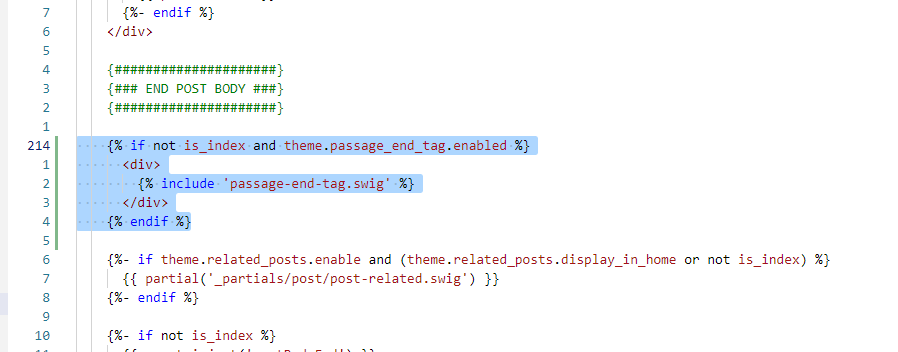 7 {%- endif %}
6 </div>
5
4 {#####################}
3 {### END POST BODY ###}
2 {#####################}
1
214 {% if not is_index and theme.passage_end_tag.enabled %}
1 <div>
2 {% include 'passage-end-tag.swig' %}
3 </div>
4 {% endif %}
5
6 {%- if theme.related_posts.enable and (theme.related_posts.display_in_home or not is_index) %}
7 {{ partial('_partials/post/post-related.swig') }}
8 {%- endif %}
9
10 {%- if not is_index %}